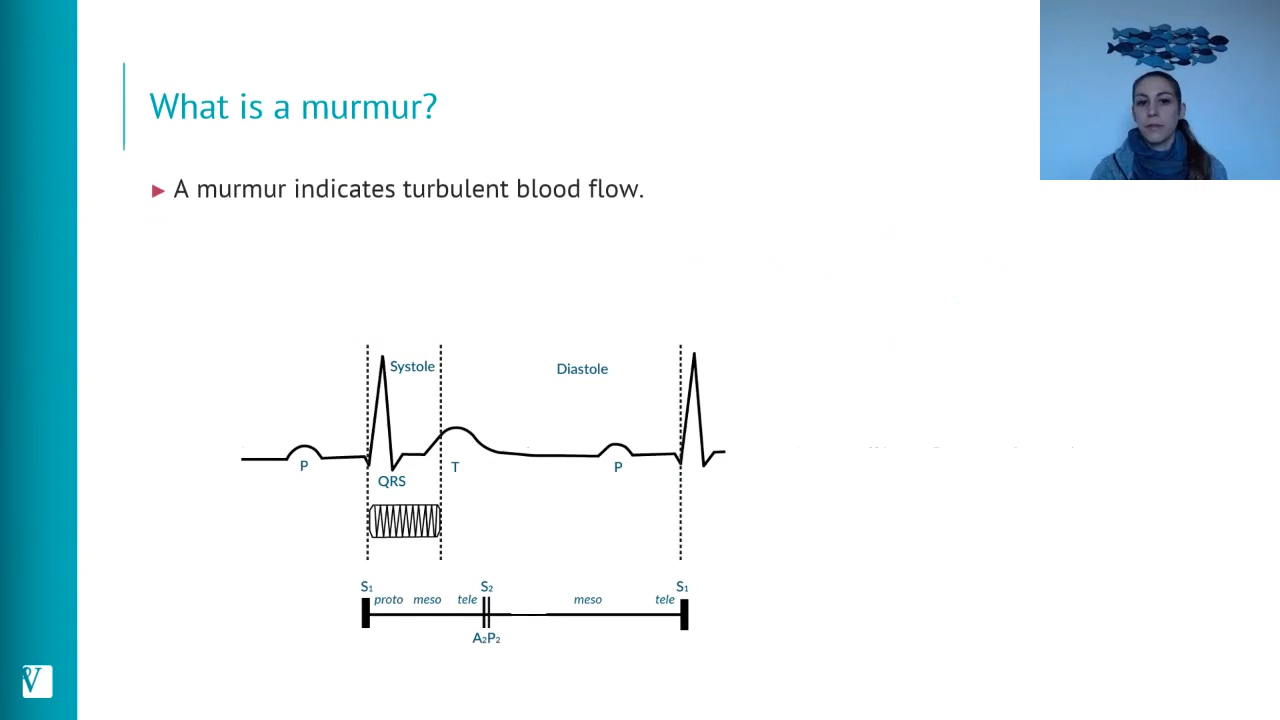 What is a murmur?
► A murmur indicates turbulent blood flow.
Systole Diastole
P T P
QRS
S1 S2 S1
proto meso tele meso tele
A2P2
V